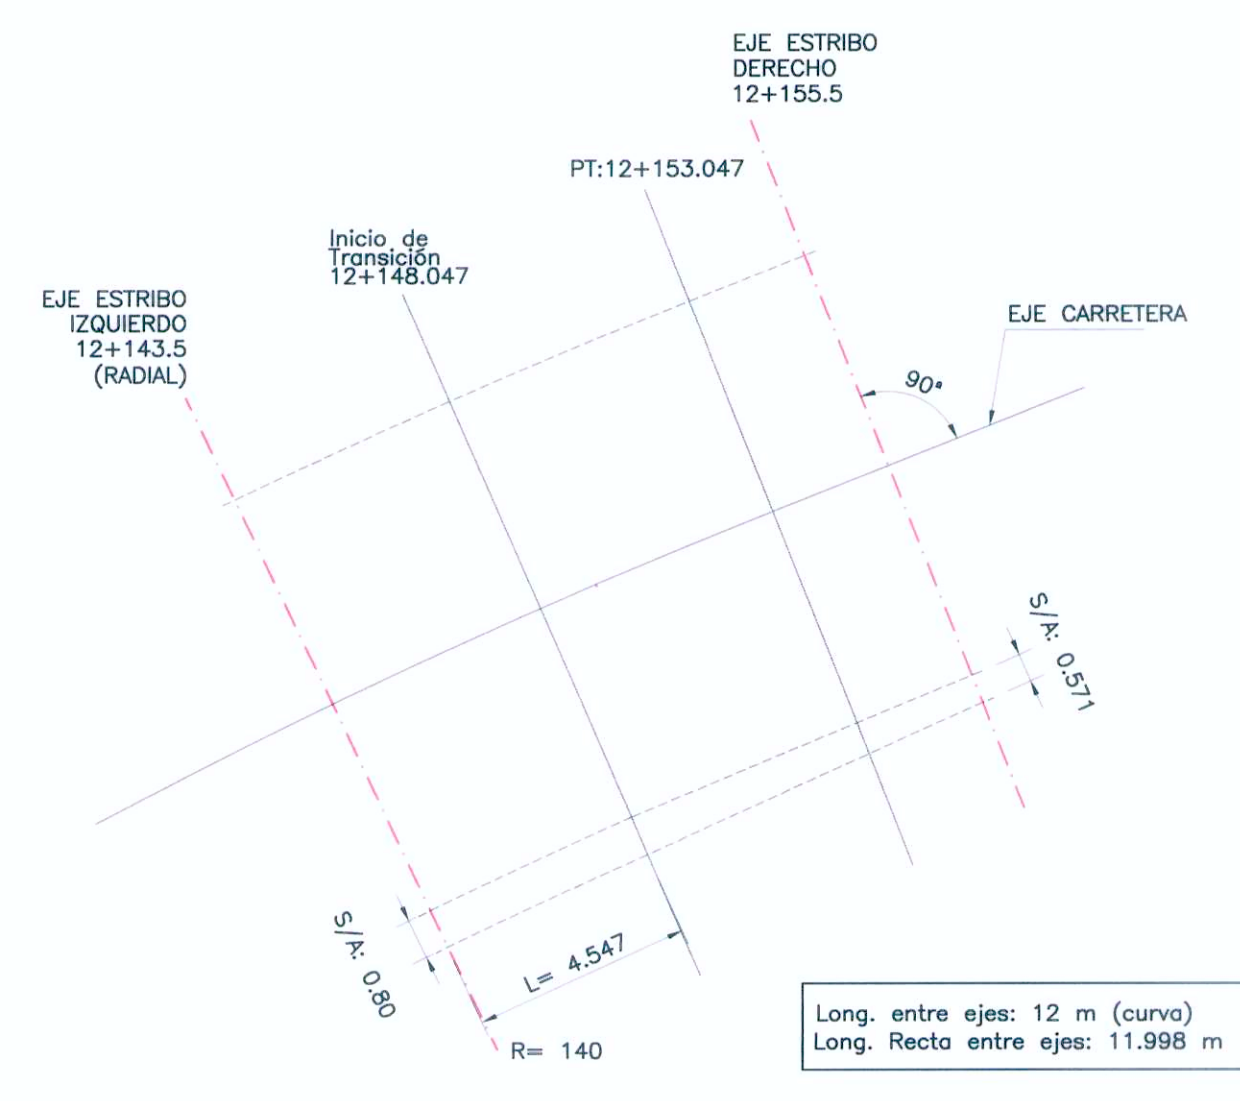 EJE ESTRIBO
DERECHO
12+155.5
PT:12+153.047
Inicio de
Transición
12+148.047
EJE ESTRIBO
IZQUIERDO
12+143.5
(RADIAL)
EJE CARRETERA
90°
S/A: 0.571
S/A: 0.80
L= 4.547
R= 140
Long. entre ejes: 12 m (curva)
Long. Recta entre ejes: 11.998 m